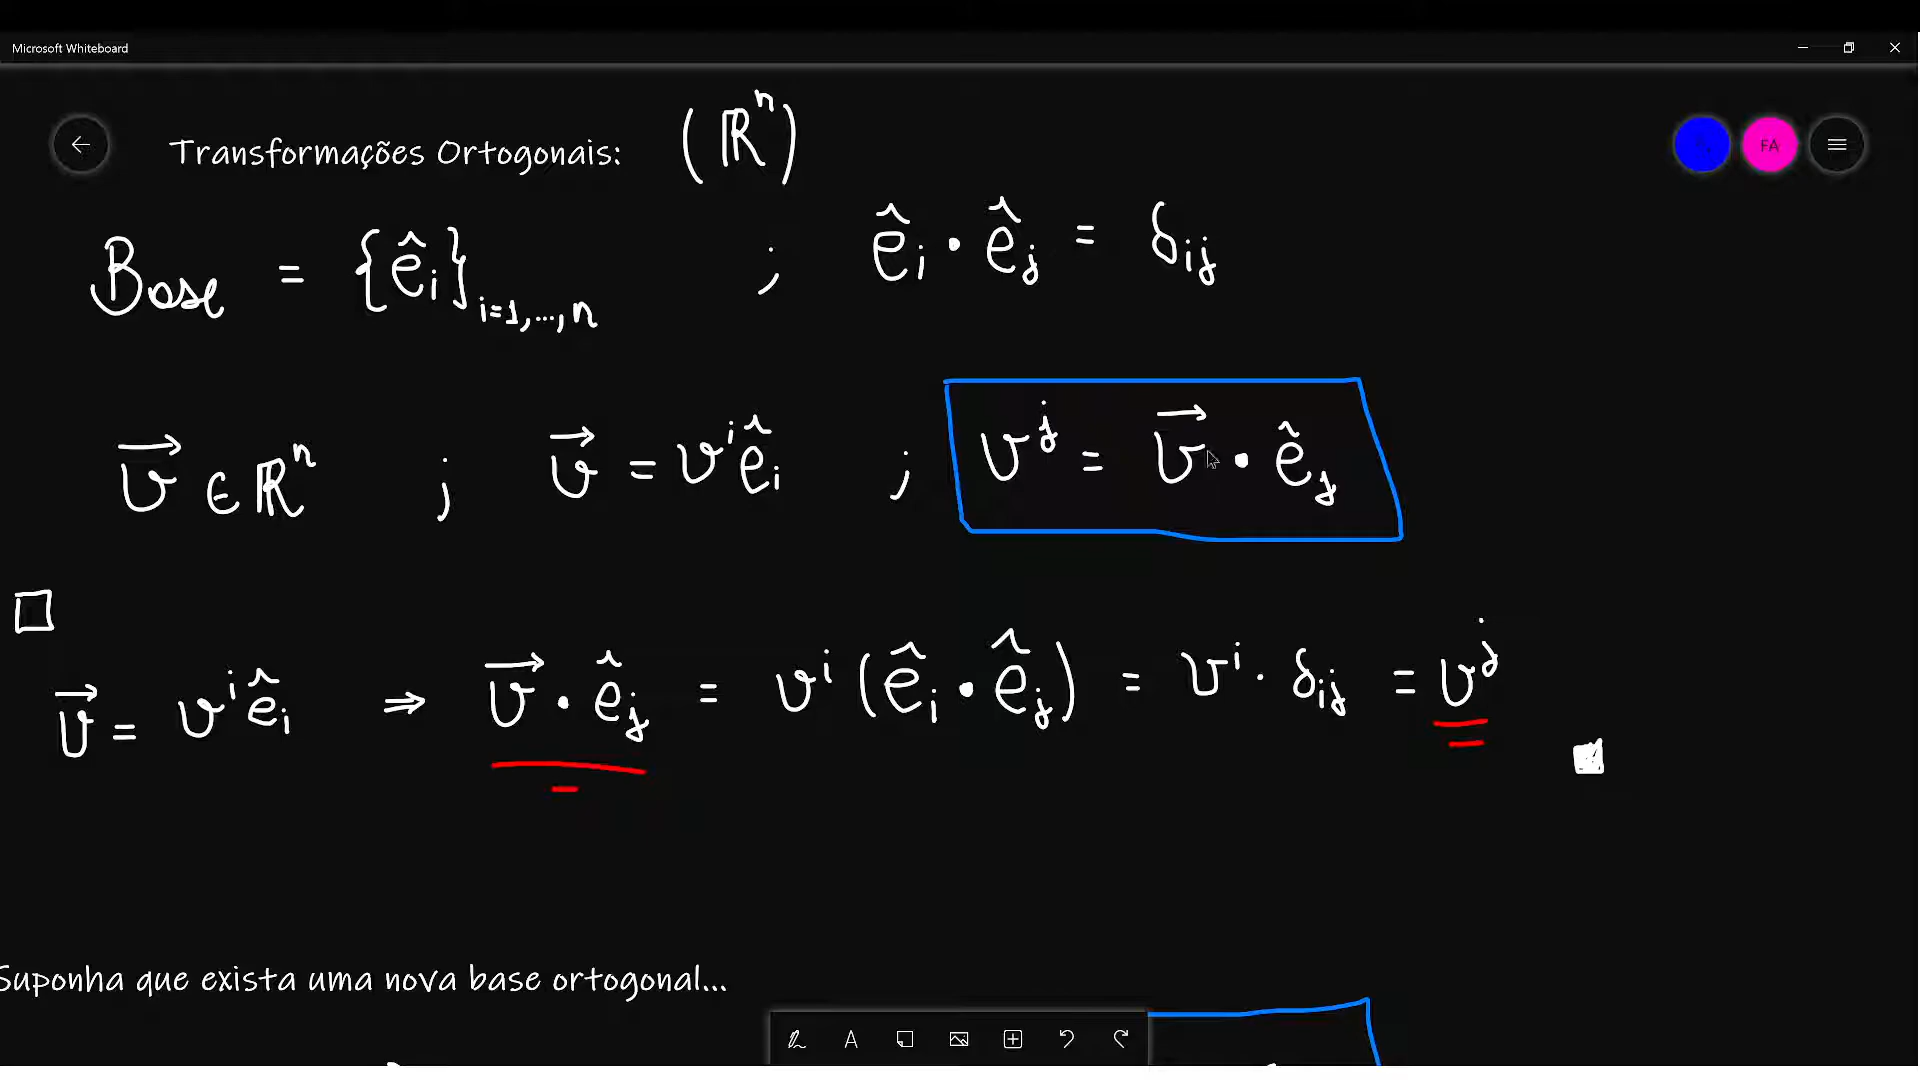 Microsoft Whiteboard
Transformações Ortogonais: (ℝⁿ)
FA
Base = {êᵢ}ᵢ₌₁,...,ₙ ; êᵢ • êⱼ = δᵢⱼ
v⃗ ∈ ℝⁿ ; v⃗ = vⁱêᵢ ; vʲ = v⃗ • êⱼ
v⃗ = vⁱêᵢ ⇒ v⃗ • êⱼ = vⁱ(êᵢ • êⱼ) = vⁱ · δᵢⱼ = vʲ
Suponha que exista uma nova base ortogonal...